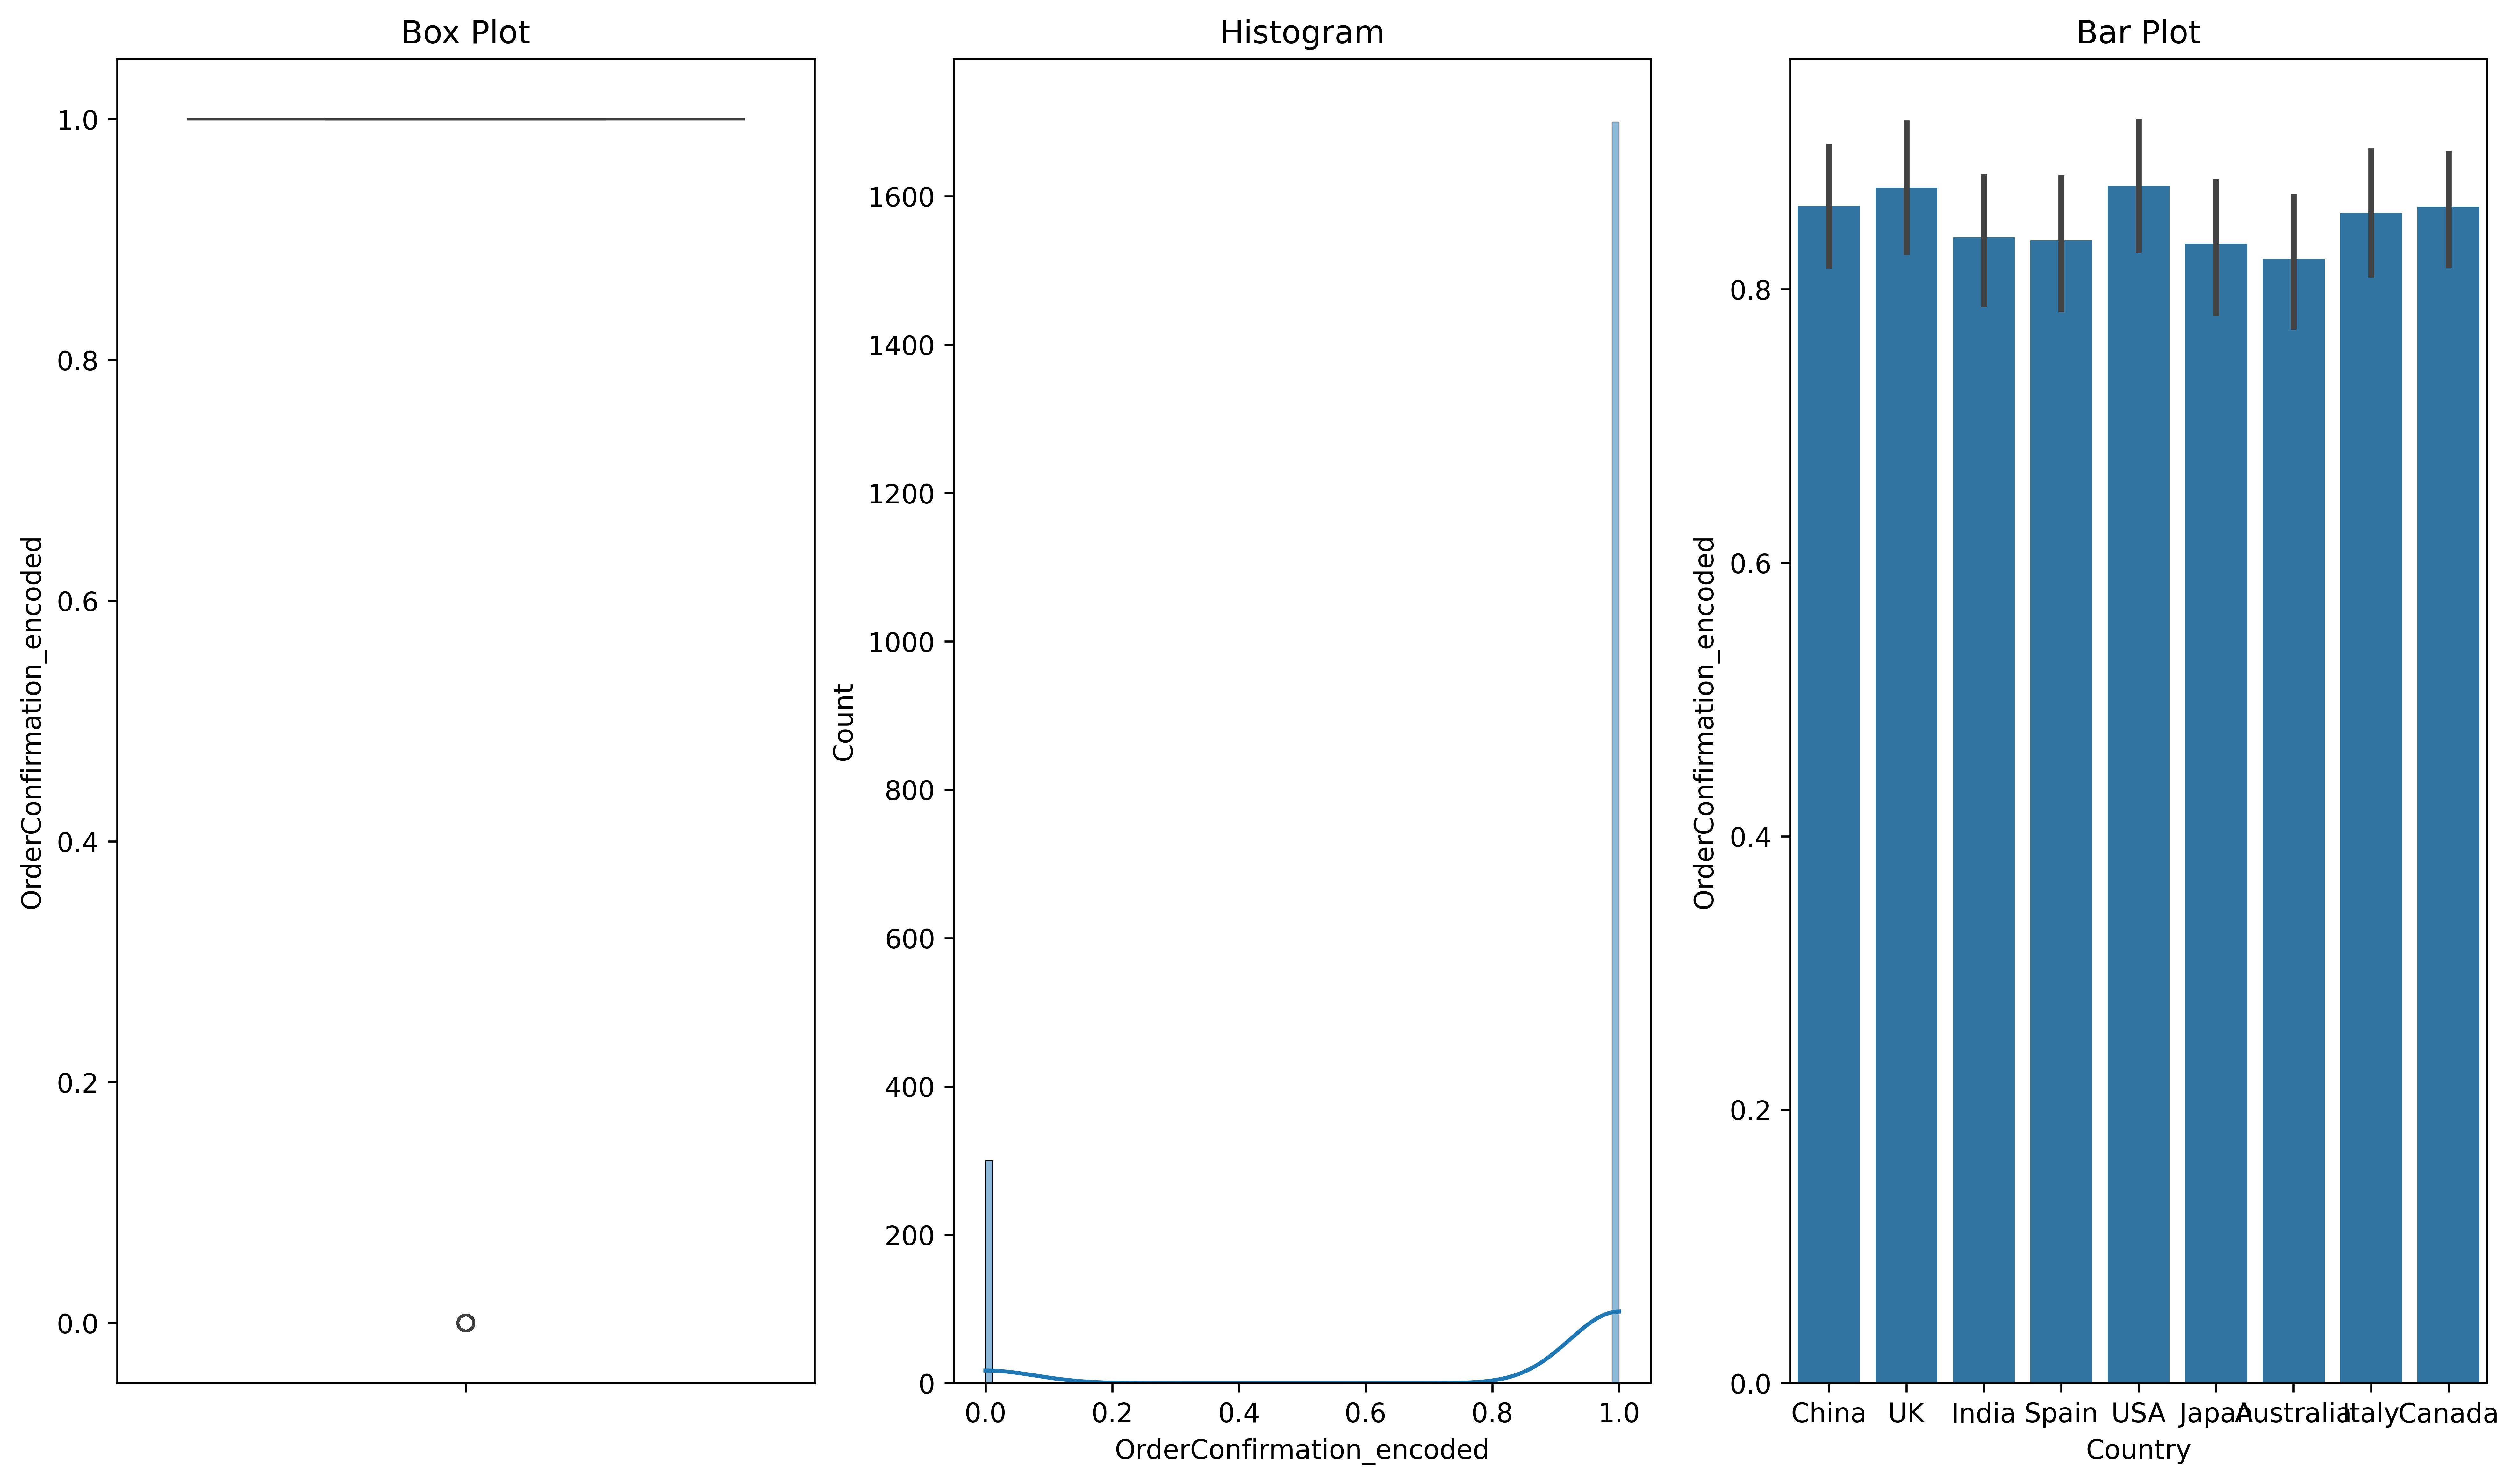 Box Plot
OrderConfirmation_encoded
1.0
0.8
0.6
0.4
0.2
0.0
Histogram
Count
1600
1400
1200
1000
800
600
400
200
0
0.0 0.2 0.4 0.6 0.8 1.0
OrderConfirmation_encoded
Bar Plot
OrderConfirmation_encoded
0.8
0.6
0.4
0.2
0.0
China UK India Spain USA Japan Australia Italy Canada
Country